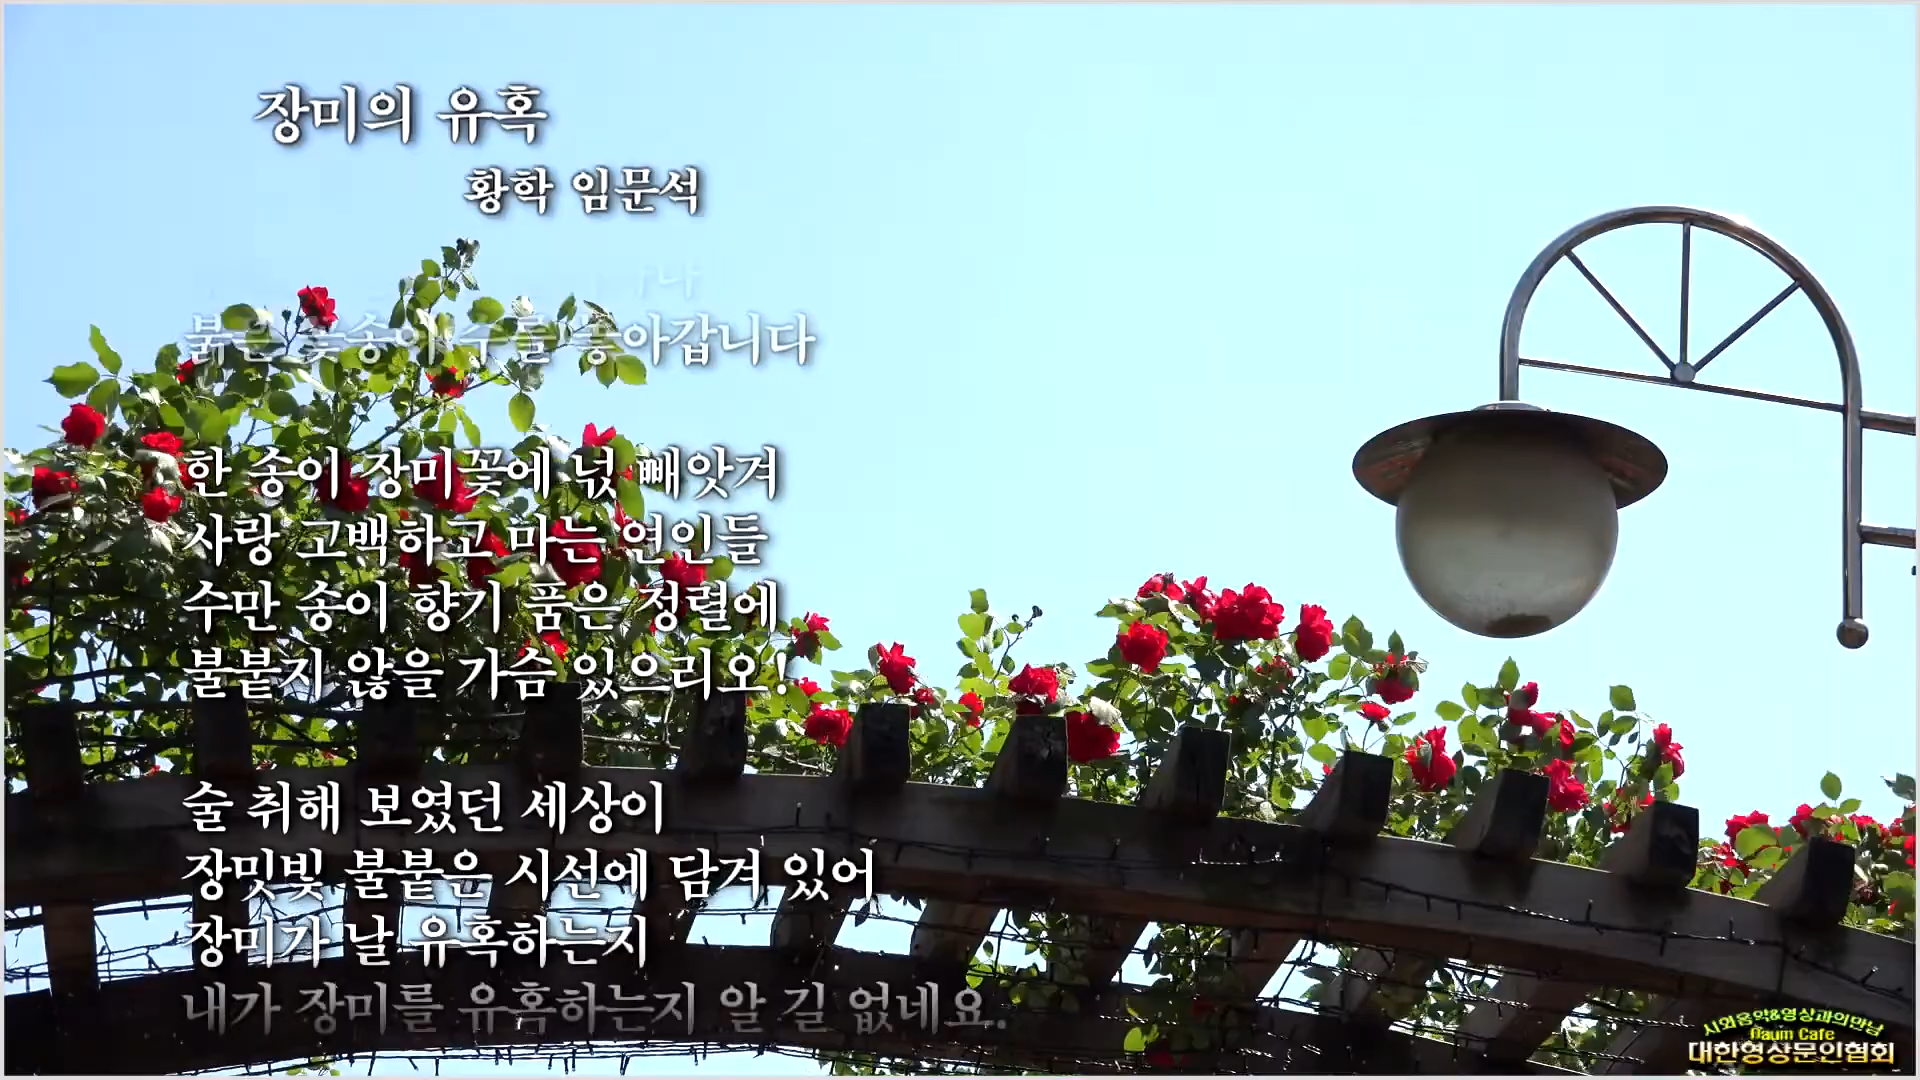 장미의 유혹
황학 임문석
붉은 꽃송이 수를 놓아갑니다
한 송이 장미꽃에 넋 빼앗겨
사랑 고백하고 마는 연인들
수만 송이 향기 품은 정렬에
불붙지 않을 가슴 있으리오!
술 취해 보였던 세상이
장밋빛 불붙은 시선에 담겨 있어
장미가 날 유혹하는지
내가 장미를 유혹하는지 알 길 없네요.
시와음악&영상과의만남
Daum Cafe
대한영상문인협회